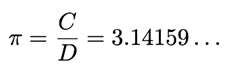 π = C/D = 3.14159…